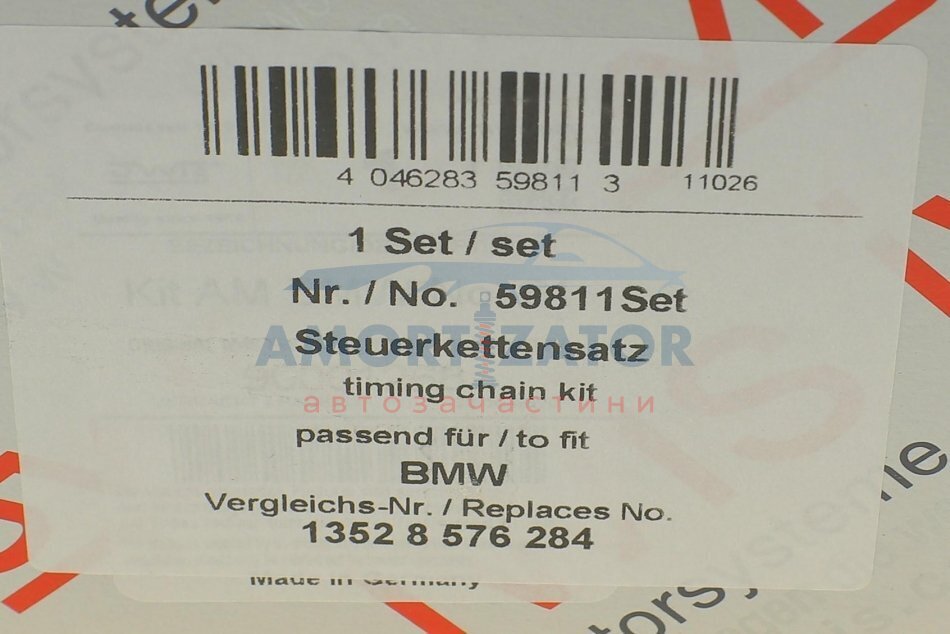 4 046283 59811 3 11026
1 Set / set
Nr. / No. 59811Set
AMORTIZATOR
Steuerkettensatz
timing chain kit
автозачастини
passend für / to fit
BMW
Vergleichs-Nr. / Replaces No.
1352 8 576 284
Made in Germany